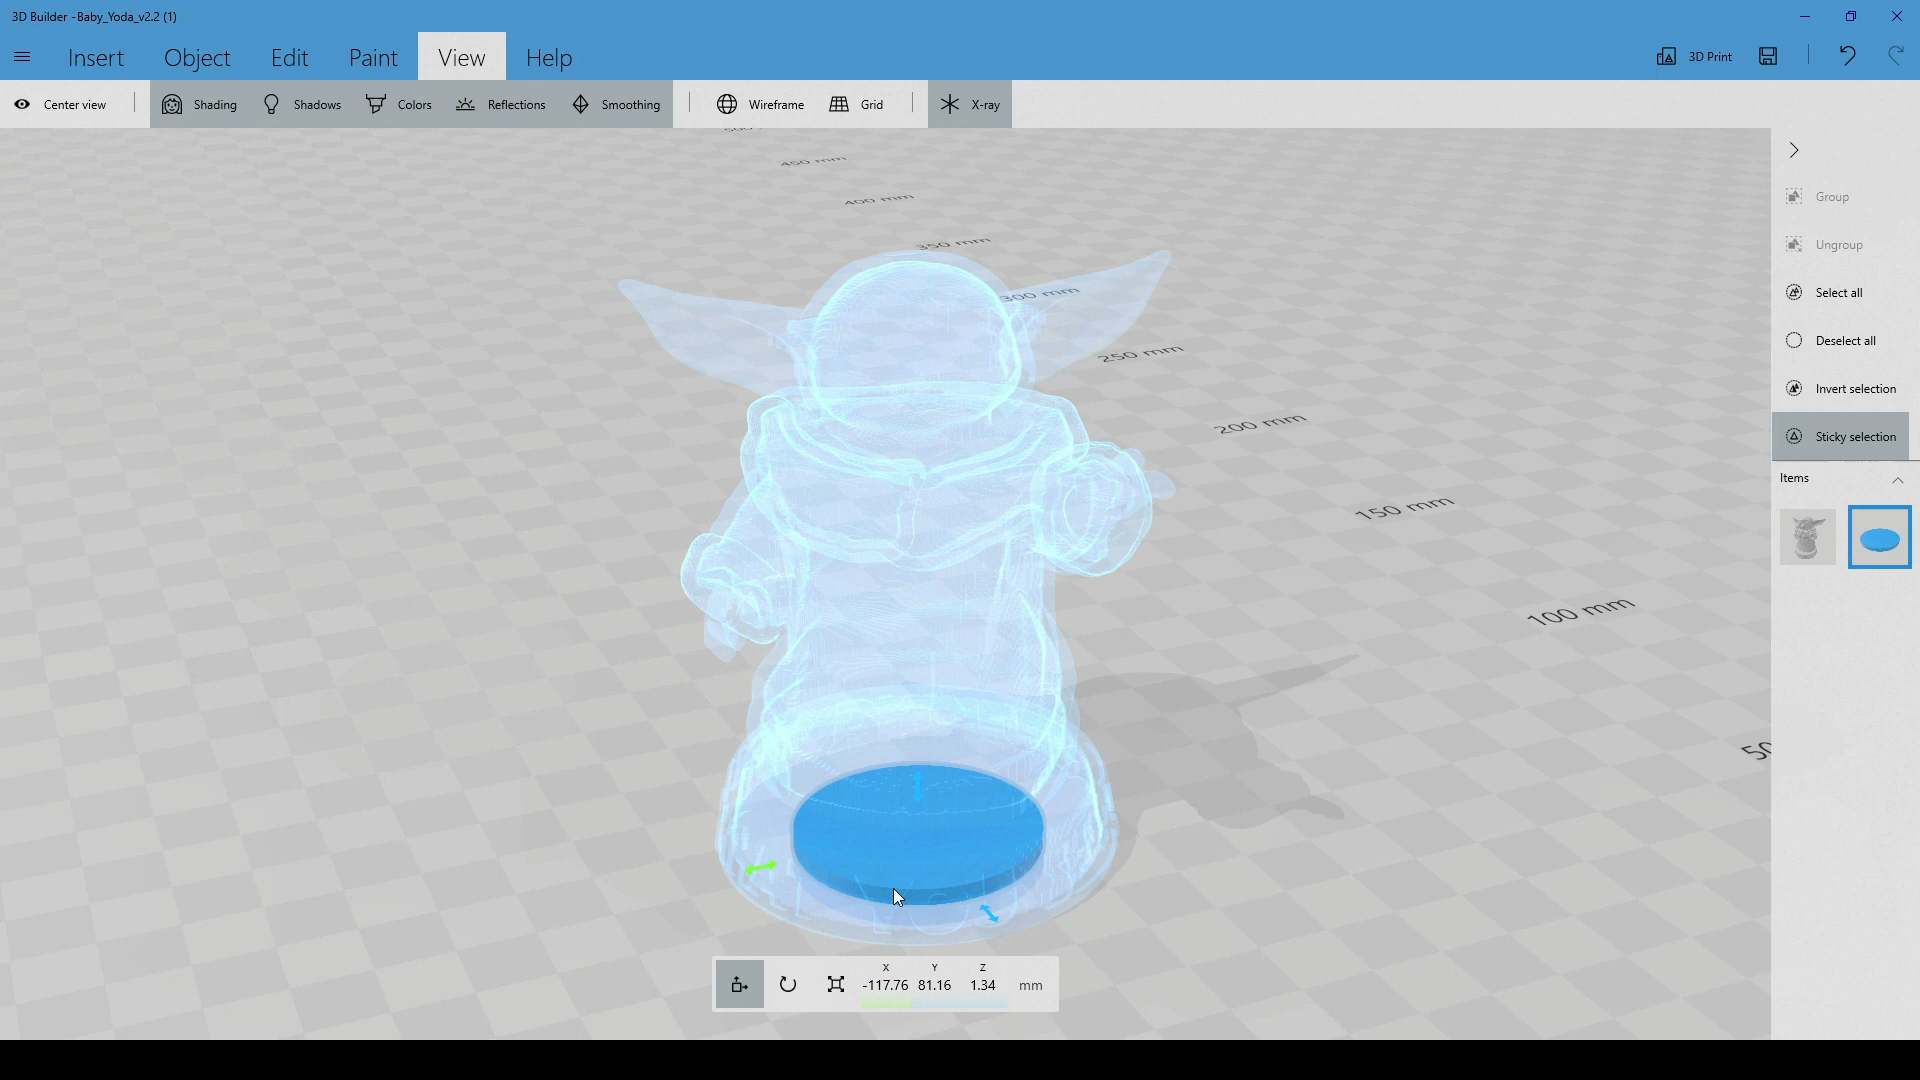 3D Builder -Baby_Yoda_v2.2 (1)
Insert Object Edit Paint View Help
3D Print
Center view Shading Shadows Colors Reflections Smoothing Wireframe Grid X-ray
500
450 mm
400 mm
350 mm
300 mm
250 mm
200 mm
150 mm
100 mm
50
Group
Ungroup
Select all
Deselect all
Invert selection
Sticky selection
Items
X Y Z
-117.76 81.16 1.34 mm